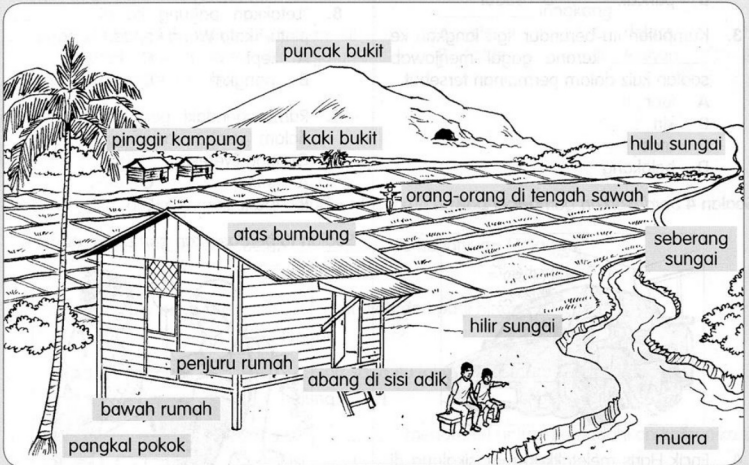 puncak bukit
pinggir kampung
kaki bukit
hulu sungai
orang-orang di tengah sawah
atas bumbung
seberang
sungai
hilir sungai
penjuru rumah
abang di sisi adik
bawah rumah
pangkal pokok
muara